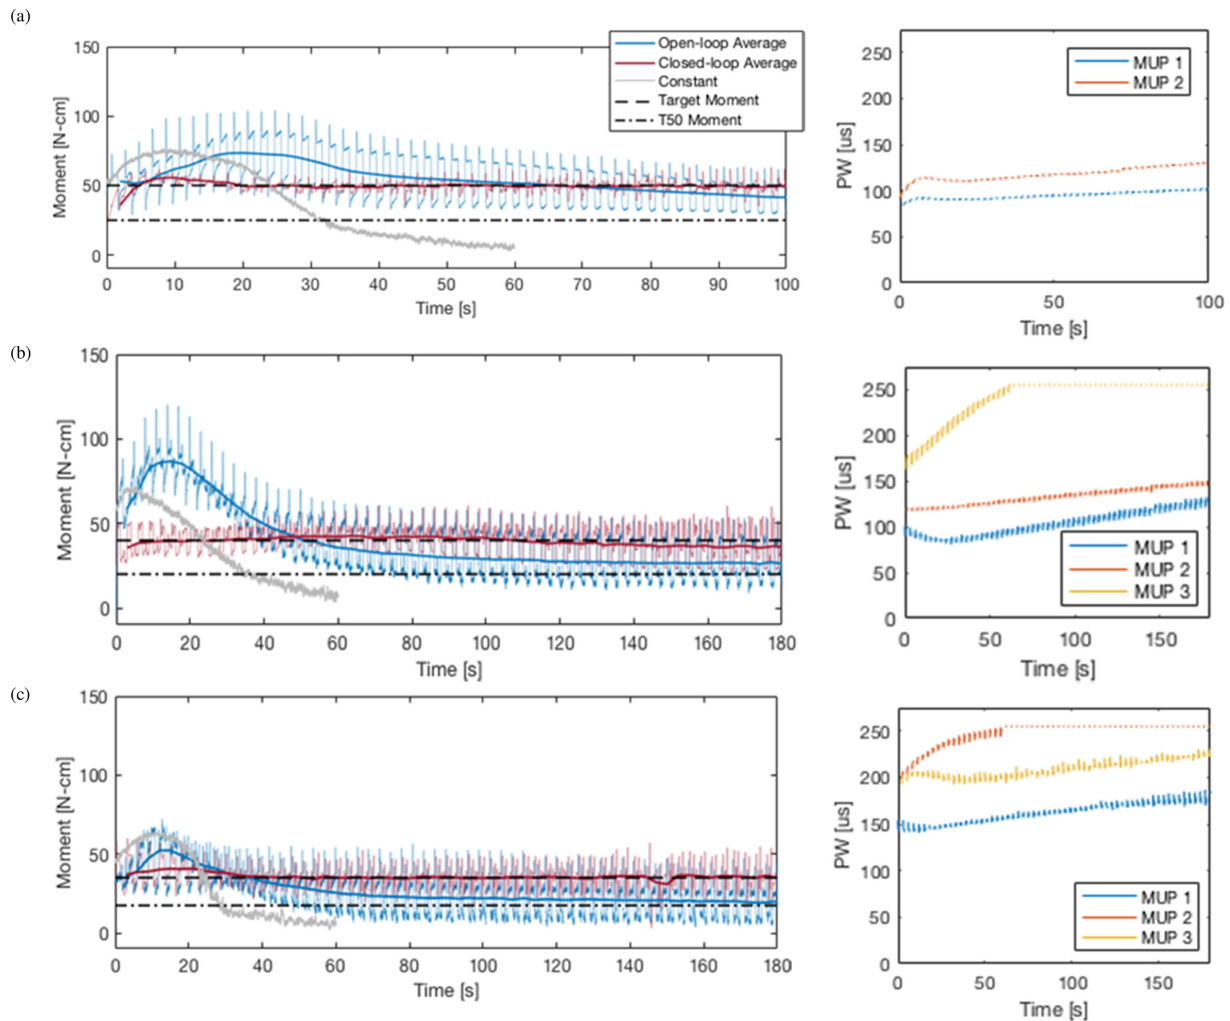 (a)
150
100
50
0
Moment [N-cm]
0 10 20 30 40 50 60 70 80 90 100
Time [s]
Open-loop Average
Closed-loop Average
Constant
Target Moment
T50 Moment
250
200
150
100
50
0
PW [us]
0 50 100
Time [s]
MUP 1
MUP 2
(b)
150
100
50
0
Moment [N-cm]
0 20 40 60 80 100 120 140 160 180
Time [s]
250
200
150
100
50
0
PW [us]
0 50 100 150
Time [s]
MUP 1
MUP 2
MUP 3
(c)
150
100
50
0
Moment [N-cm]
0 20 40 60 80 100 120 140 160 180
Time [s]
250
200
150
100
50
0
PW [us]
0 50 100 150
Time [s]
MUP 1
MUP 2
MUP 3